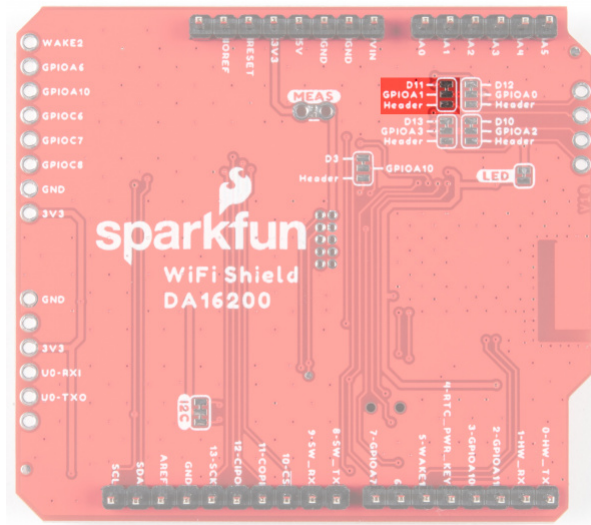 WAKE2
GPIOA6
GPIOA10
GPIOC6
GPIOC7
GPIOC8
GND
3V3
GND
3V3
U0-RXI
U0-TXO
IOREF
RESET
3V3
5V
GND
GND
VIN
A0
A1
A2
A3
A4
A5
MEAS
D11
GPIOA1
Header
D12
GPIOA0
Header
D13
GPIOA3
Header
D10
GPIOA2
Header
D3
GPIOA10
Header
LED
sparkfun
WiFi Shield
DA16200
I2C
SCL
SDA
AREF
GND
13-SCK
12-CIPO
11-COPI
10-CS
9-SW_RX
8-SW_TX
7-GPIOA7
6
5-WAKE
4-RTC_PWR_KEY
3-GPIOA10
2-GPIOA11
1-HW_RX
0-HW_TX